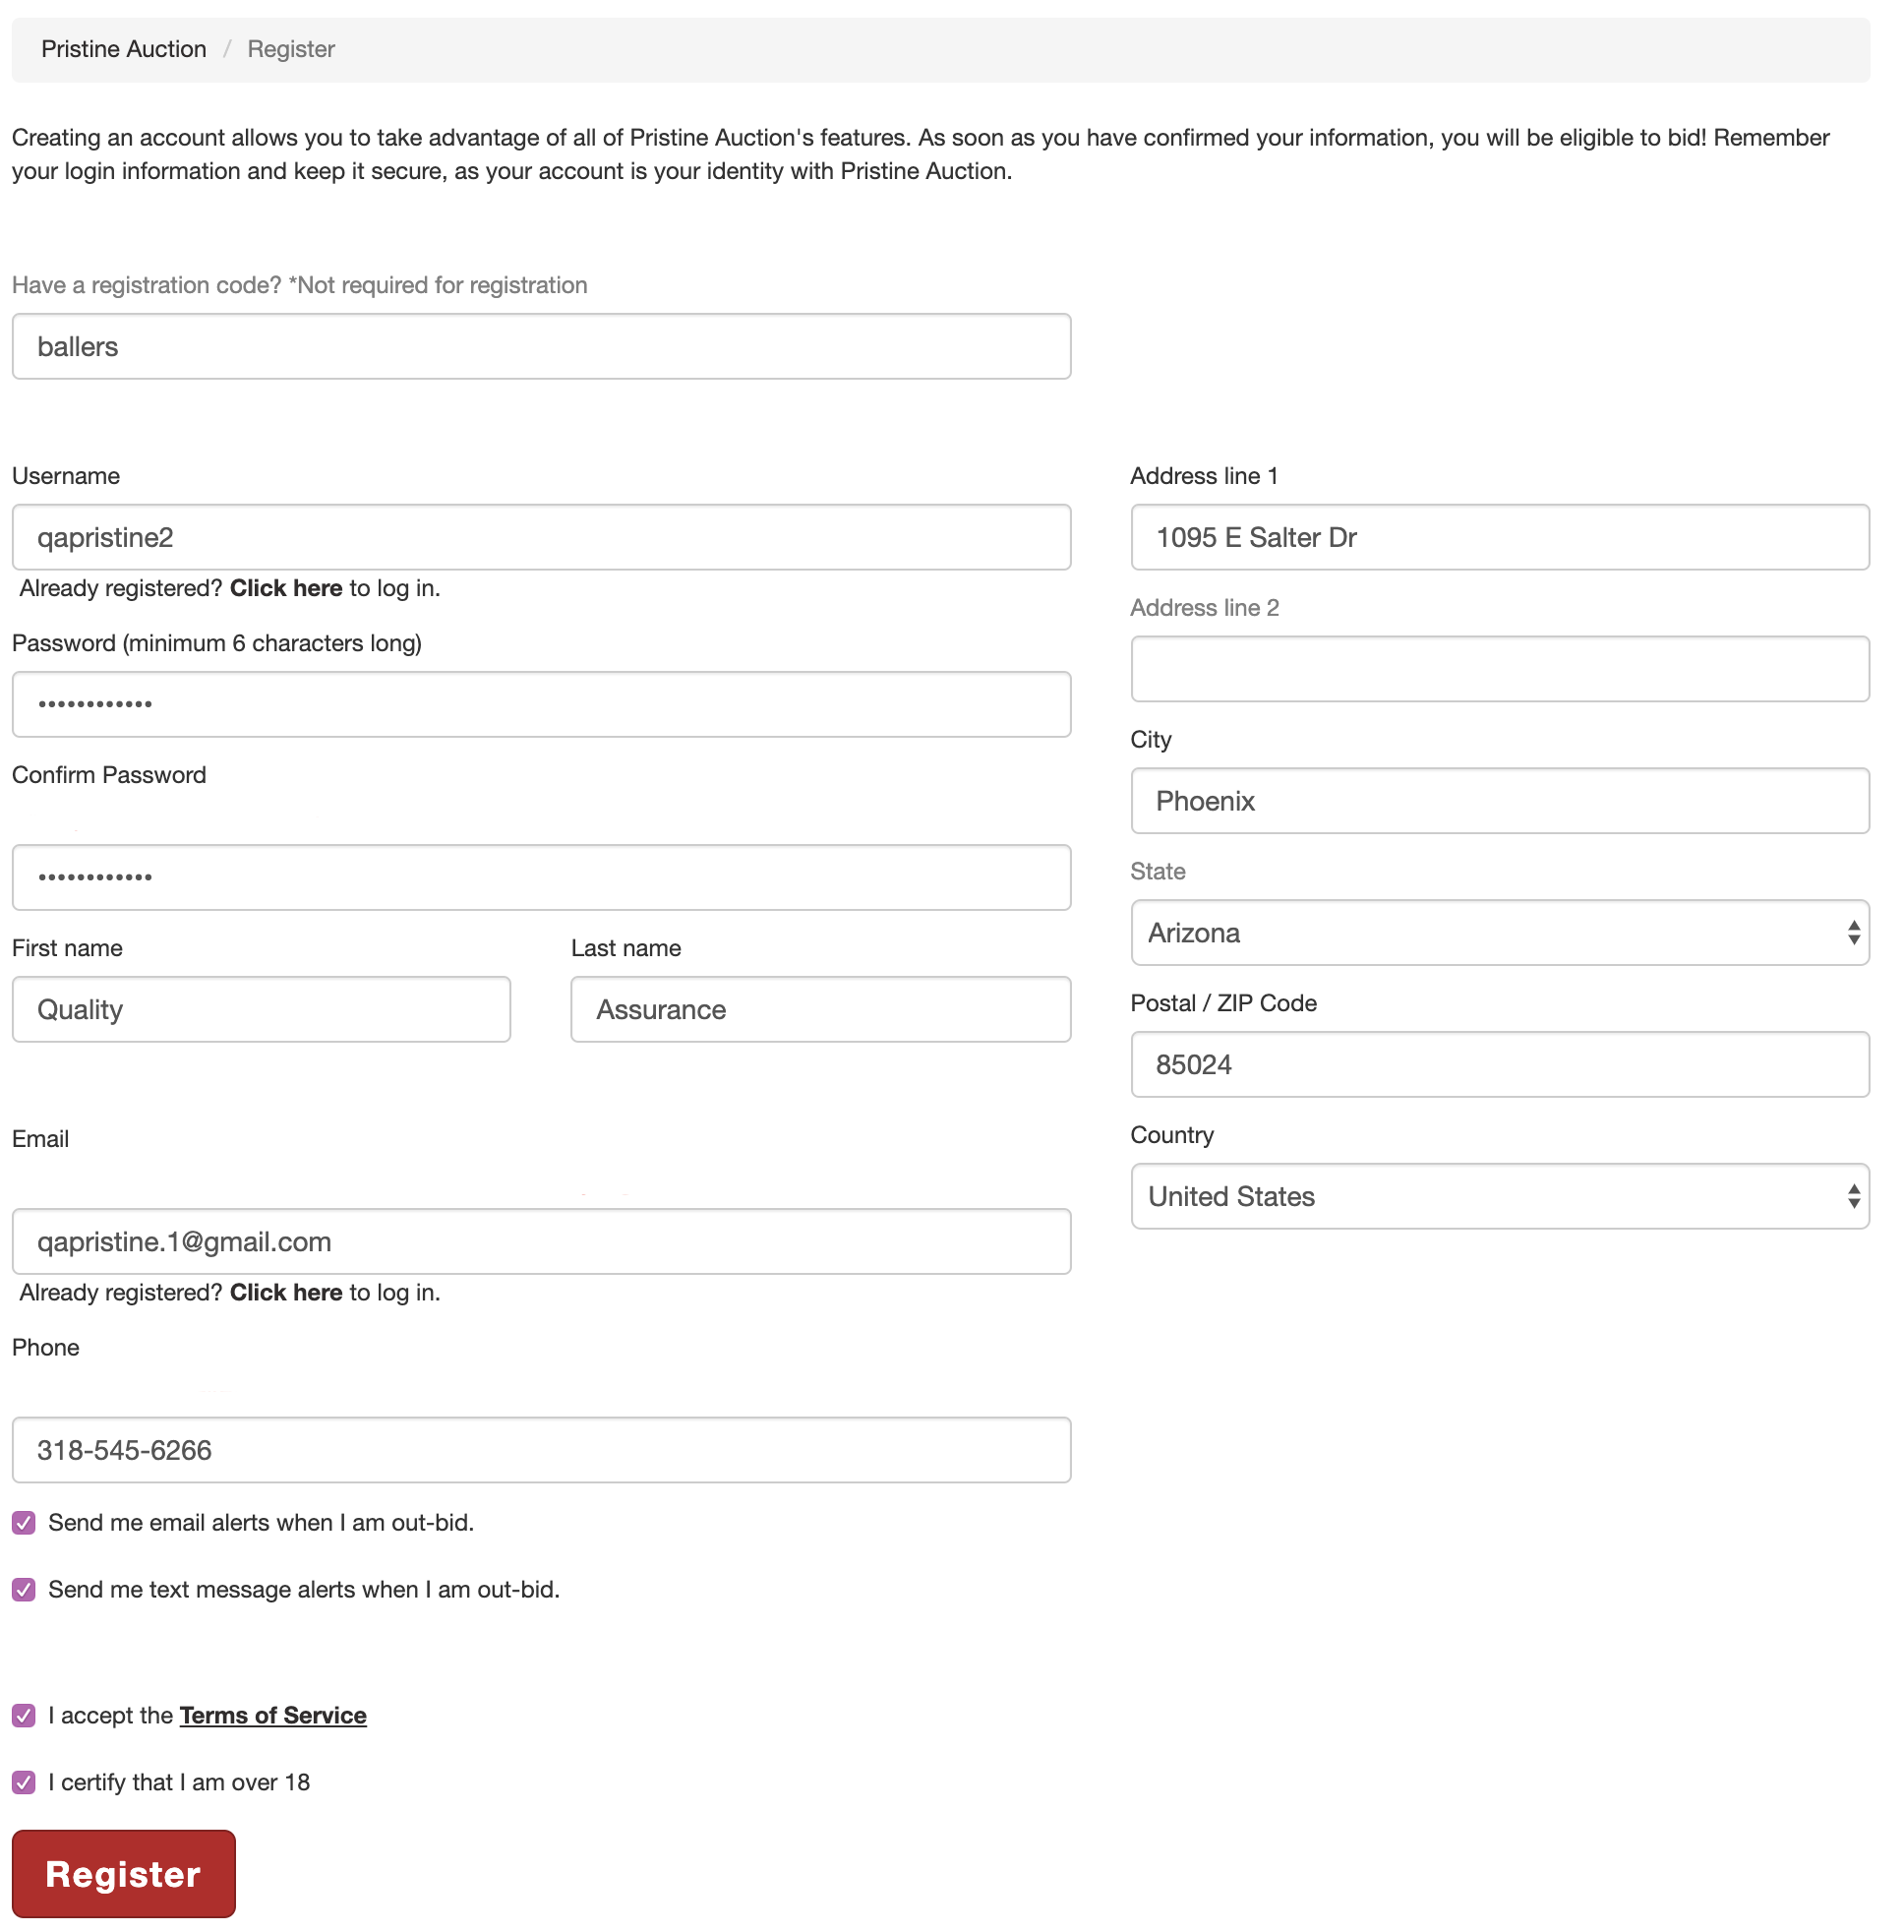 Pristine Auction / Register
Creating an account allows you to take advantage of all of Pristine Auction's features. As soon as you have confirmed your information, you will be eligible to bid! Remember
your login information and keep it secure, as your account is your identity with Pristine Auction.
Have a registration code? *Not required for registration
ballers
Username
qapristine2
Already registered? Click here to log in.
Password (minimum 6 characters long)
••••••••••••
Confirm Password
••••••••••••
First name
Last name
Quality
Assurance
Email
qapristine.1@gmail.com
Already registered? Click here to log in.
Phone
318-545-6266
Send me email alerts when I am out-bid.
Send me text message alerts when I am out-bid.
I accept the Terms of Service
I certify that I am over 18
Register
Address line 1
1095 E Salter Dr
Address line 2
City
Phoenix
State
Arizona
Postal / ZIP Code
85024
Country
United States